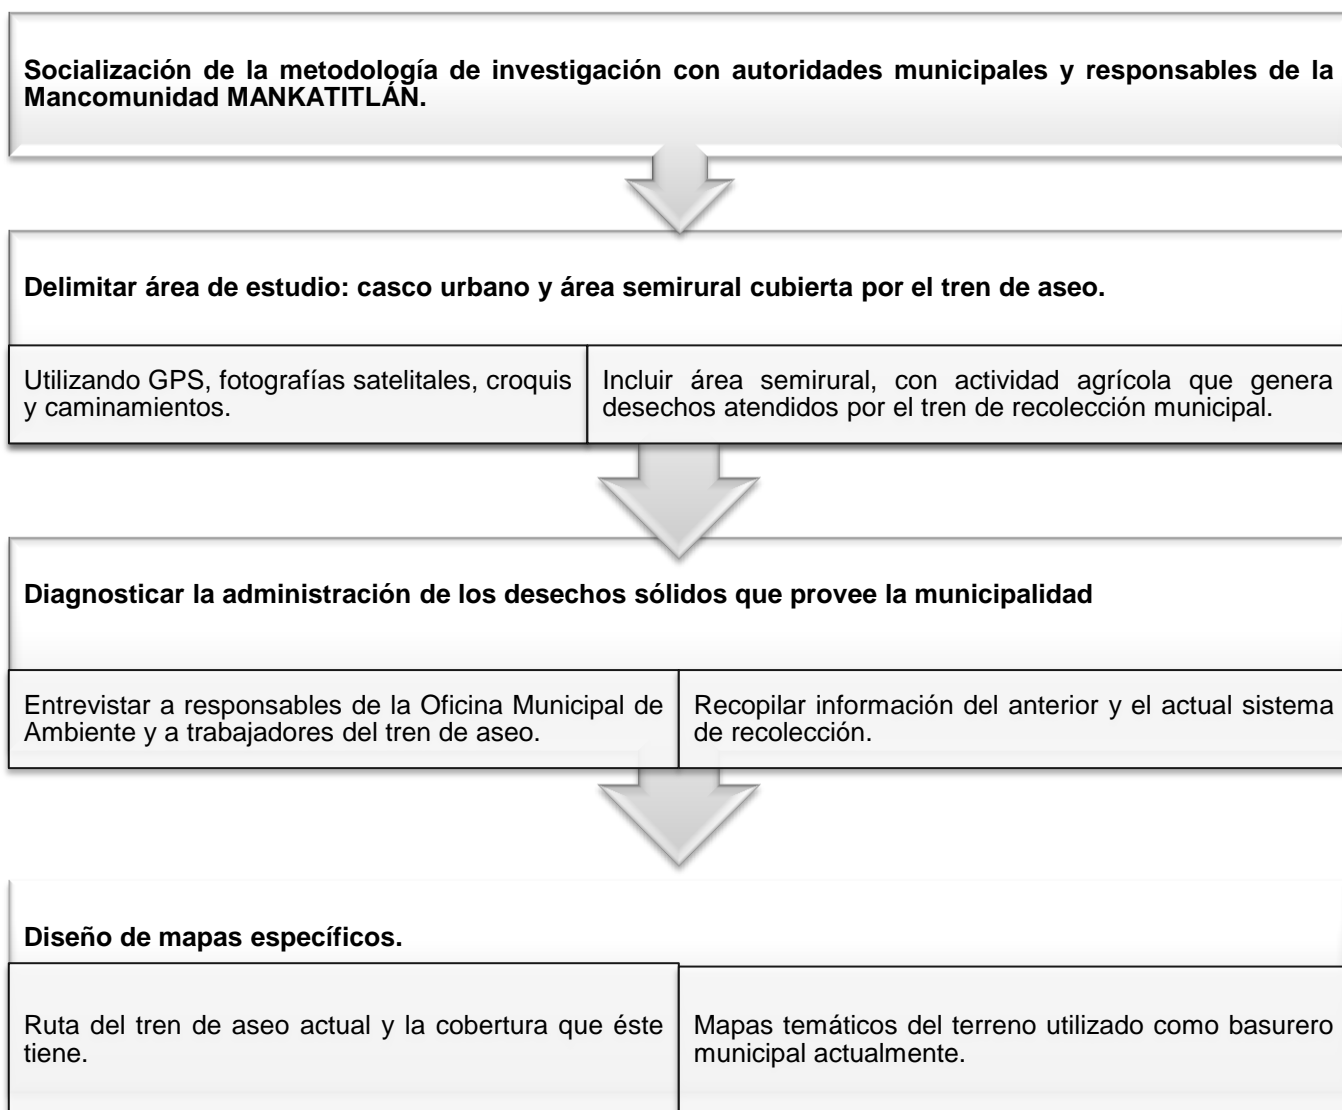 Socialización de la metodología de investigación con autoridades municipales y responsables de la
Mancomunidad MANKATITLÁN.
Delimitar área de estudio: casco urbano y área semirural cubierta por el tren de aseo.
Utilizando GPS, fotografías satelitales, croquis
y caminamientos.
Incluir área semirural, con actividad agrícola que genera
desechos atendidos por el tren de recolección municipal.
Diagnosticar la administración de los desechos sólidos que provee la municipalidad
Entrevistar a responsables de la Oficina Municipal de
Ambiente y a trabajadores del tren de aseo.
Recopilar información del anterior y el actual sistema
de recolección.
Diseño de mapas específicos.
Ruta del tren de aseo actual y la cobertura que éste
tiene.
Mapas temáticos del terreno utilizado como basurero
municipal actualmente.